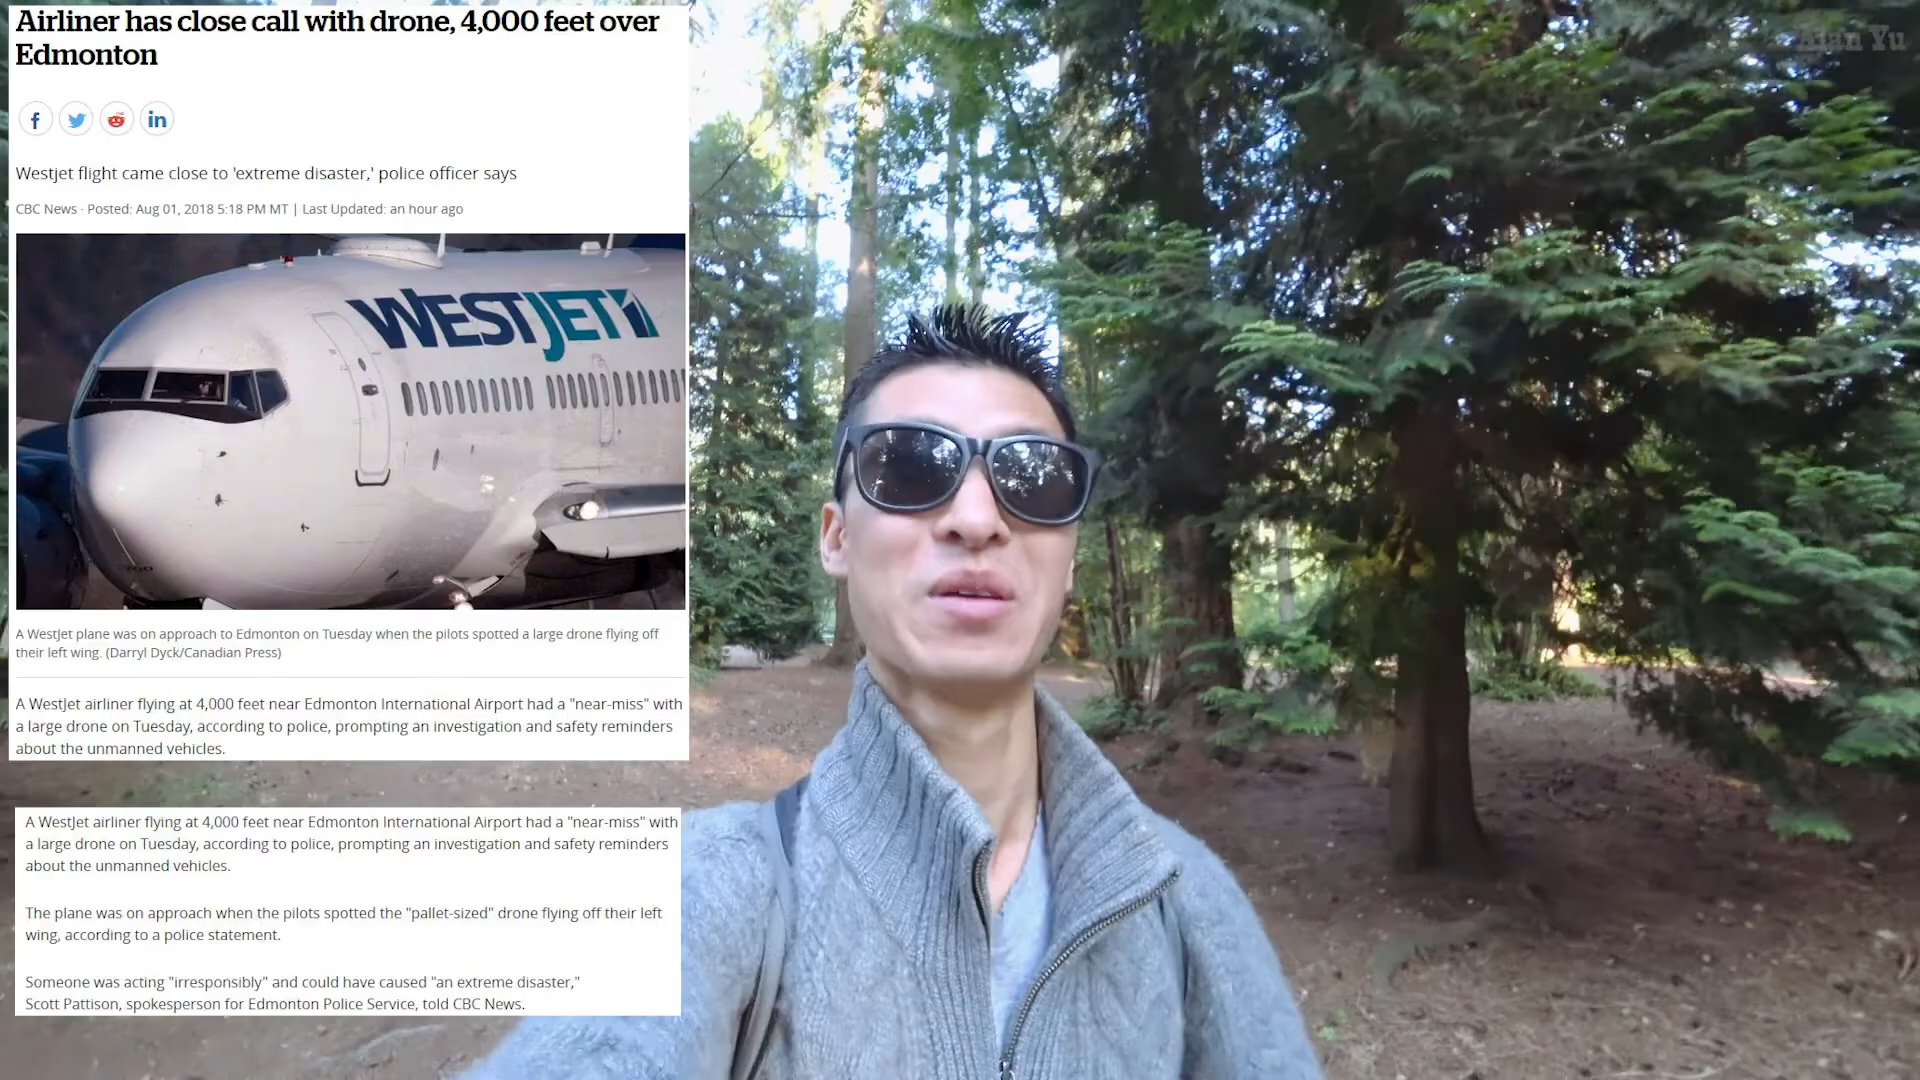 Airliner has close call with drone, 4,000 feet over
Edmonton
Westjet flight came close to 'extreme disaster,' police officer says
CBC News · Posted: Aug 01, 2018 5:18 PM MT | Last Updated: an hour ago
WESTJET
A WestJet plane was on approach to Edmonton on Tuesday when the pilots spotted a large drone flying off
their left wing. (Darryl Dyck/Canadian Press)
A WestJet airliner flying at 4,000 feet near Edmonton International Airport had a "near-miss" with
a large drone on Tuesday, according to police, prompting an investigation and safety reminders
about the unmanned vehicles.
A WestJet airliner flying at 4,000 feet near Edmonton International Airport had a "near-miss" with
a large drone on Tuesday, according to police, prompting an investigation and safety reminders
about the unmanned vehicles.
The plane was on approach when the pilots spotted the "pallet-sized" drone flying off their left
wing, according to a police statement.
Someone was acting "irresponsibly" and could have caused "an extreme disaster,"
Scott Pattison, spokesperson for Edmonton Police Service, told CBC News.
Alan Yu